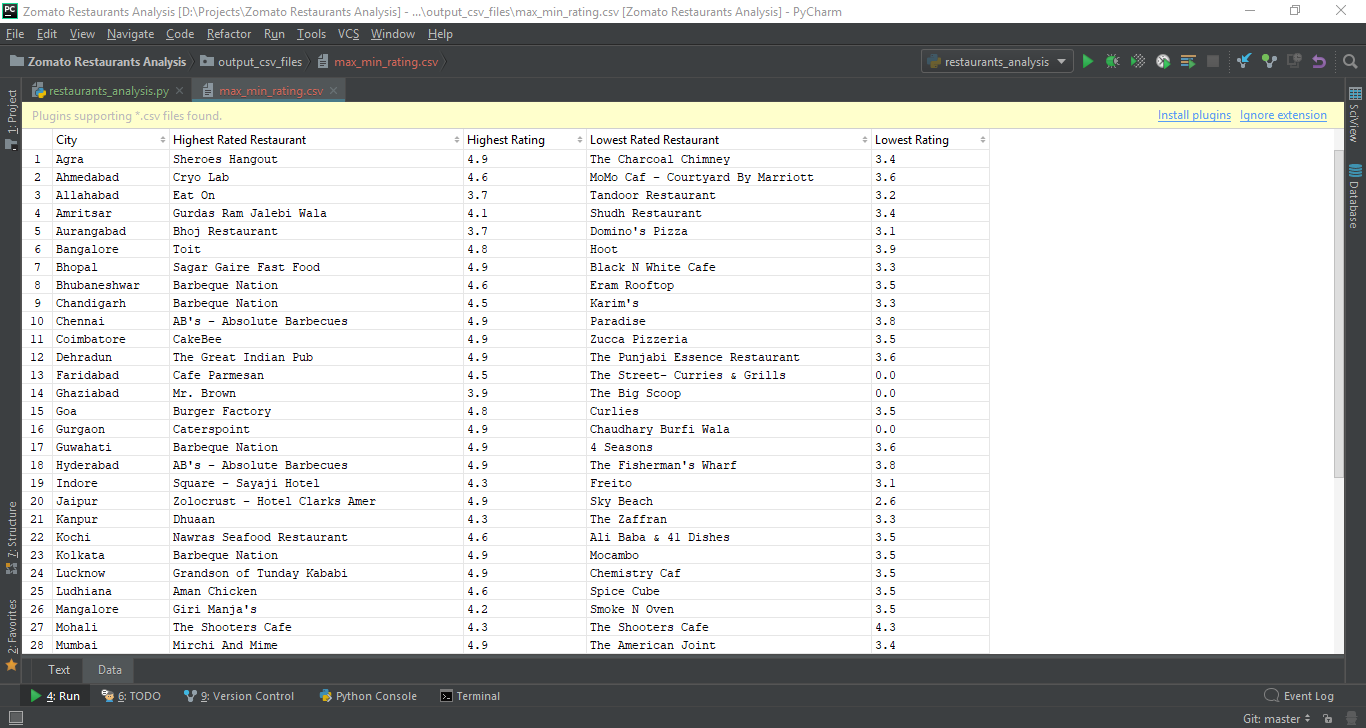 PC Zomato Restaurants Analysis [D:\Projects\Zomato Restaurants Analysis] - ...\output_csv_files\max_min_rating.csv [Zomato Restaurants Analysis] - PyCharm
File Edit View Navigate Code Refactor Run Tools VCS Window Help
Zomato Restaurants Analysis output_csv_files max_min_rating.csv restaurants_analysis
restaurants_analysis.py max_min_rating.csv
Plugins supporting *.csv files found. Install plugins Ignore extension
City Highest Rated Restaurant Highest Rating Lowest Rated Restaurant Lowest Rating
1 Agra Sheroes Hangout 4.9 The Charcoal Chimney 3.4
2 Ahmedabad Cryo Lab 4.6 MoMo Caf - Courtyard By Marriott 3.6
3 Allahabad Eat On 3.7 Tandoor Restaurant 3.2
4 Amritsar Gurdas Ram Jalebi Wala 4.1 Shudh Restaurant 3.4
5 Aurangabad Bhoj Restaurant 3.7 Domino's Pizza 3.1
6 Bangalore Toit 4.8 Hoot 3.9
7 Bhopal Sagar Gaire Fast Food 4.9 Black N White Cafe 3.3
8 Bhubaneshwar Barbeque Nation 4.6 Eram Rooftop 3.5
9 Chandigarh Barbeque Nation 4.5 Karim's 3.3
10 Chennai AB's - Absolute Barbecues 4.9 Paradise 3.8
11 Coimbatore CakeBee 4.9 Zucca Pizzeria 3.5
12 Dehradun The Great Indian Pub 4.9 The Punjabi Essence Restaurant 3.6
13 Faridabad Cafe Parmesan 4.5 The Street- Curries & Grills 0.0
14 Ghaziabad Mr. Brown 3.9 The Big Scoop 0.0
15 Goa Burger Factory 4.8 Curlies 3.5
16 Gurgaon Caterspoint 4.9 Chaudhary Burfi Wala 0.0
17 Guwahati Barbeque Nation 4.9 4 Seasons 3.6
18 Hyderabad AB's - Absolute Barbecues 4.9 The Fisherman's Wharf 3.8
19 Indore Square - Sayaji Hotel 4.3 Freito 3.1
20 Jaipur Zolocrust - Hotel Clarks Amer 4.9 Sky Beach 2.6
21 Kanpur Dhuaan 4.3 The Zaffran 3.3
22 Kochi Nawras Seafood Restaurant 4.6 Ali Baba & 41 Dishes 3.5
23 Kolkata Barbeque Nation 4.9 Mocambo 3.5
24 Lucknow Grandson of Tunday Kababi 4.9 Chemistry Caf 3.5
25 Ludhiana Aman Chicken 4.6 Spice Cube 3.5
26 Mangalore Giri Manja's 4.2 Smoke N Oven 3.5
27 Mohali The Shooters Cafe 4.3 The Shooters Cafe 4.3
28 Mumbai Mirchi And Mime 4.9 The American Joint 3.4
1: Project
7: Structure
2: Favorites
SciView
Database
Text Data
4: Run 6: TODO 9: Version Control Python Console Terminal Event Log
Git: master